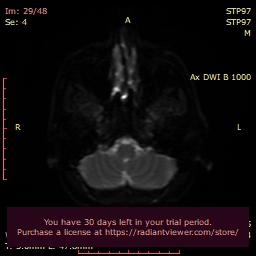 Im: 29/48
STP97
Se: 4
STP97
M
A
Ax DWI B 1000
R
L
You have 30 days left in your trial period.
Purchase a license at https://radiantviewer.com/store/